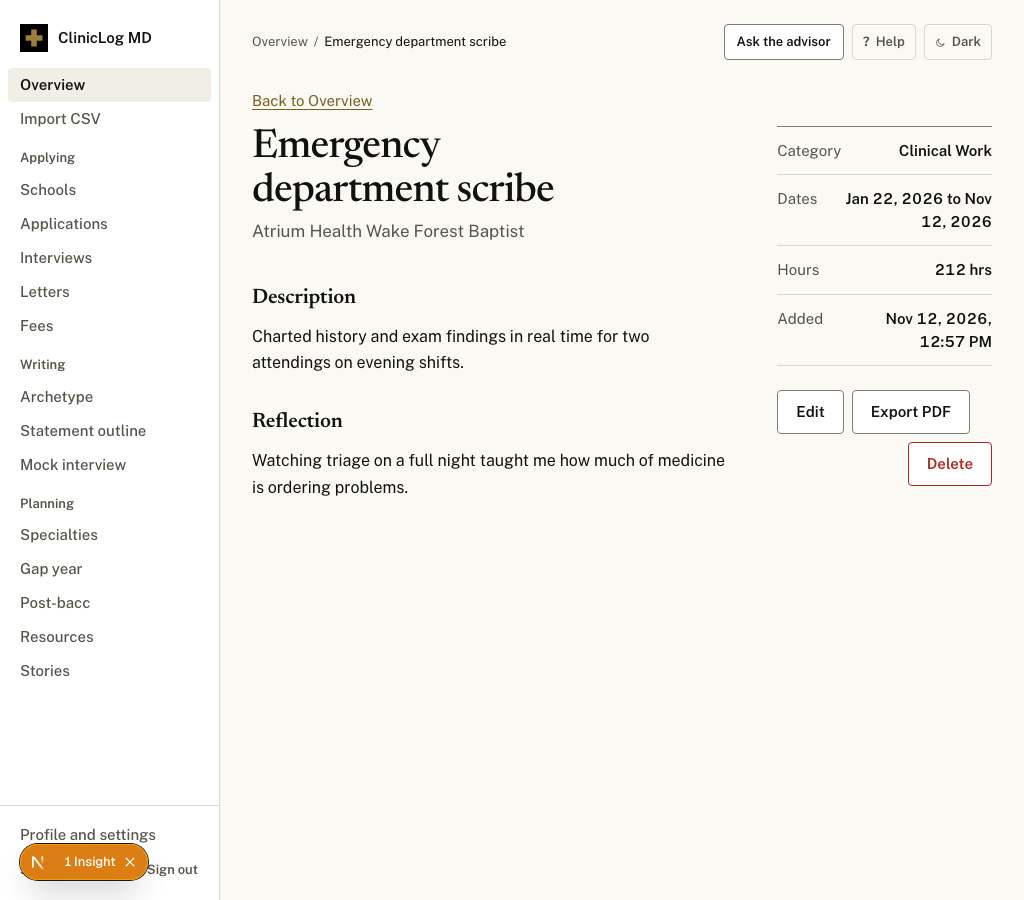 ClinicLog MD
Overview
Import CSV
Applying
Schools
Applications
Interviews
Letters
Fees
Writing
Archetype
Statement outline
Mock interview
Planning
Specialties
Gap year
Post-bacc
Resources
Stories
Profile and settings
1 Insight
Sign out
Overview / Emergency department scribe
Ask the advisor
? Help
Dark
Back to Overview
Emergency
department scribe
Atrium Health Wake Forest Baptist
Description
Charted history and exam findings in real time for two
attendings on evening shifts.
Reflection
Watching triage on a full night taught me how much of medicine
is ordering problems.
Category Clinical Work
Dates Jan 22, 2026 to Nov
12, 2026
Hours 212 hrs
Added Nov 12, 2026,
12:57 PM
Edit
Export PDF
Delete